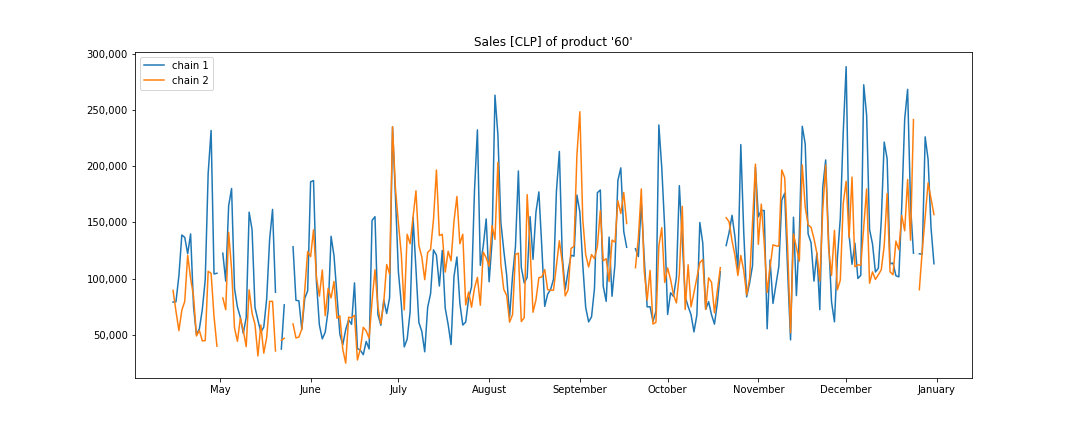 Sales [CLP] of product '60'
300,000
250,000
200,000
150,000
100,000
50,000
chain 1
chain 2
May June July August September October November December January